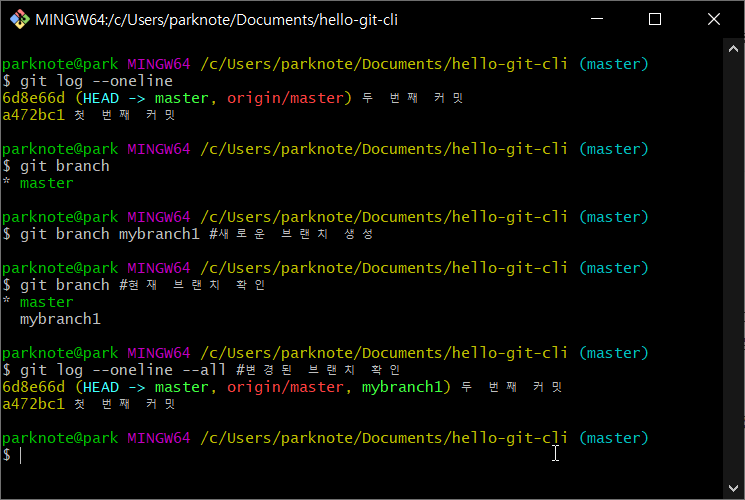 MINGW64:/c/Users/parknote/Documents/hello-git-cli
parknote@park MINGW64 /c/Users/parknote/Documents/hello-git-cli (master)
$ git log --oneline
6d8e66d (HEAD -> master, origin/master) 두 번째 커밋
a472bc1 첫 번째 커밋
parknote@park MINGW64 /c/Users/parknote/Documents/hello-git-cli (master)
$ git branch
* master
parknote@park MINGW64 /c/Users/parknote/Documents/hello-git-cli (master)
$ git branch mybranch1 #새로운 브랜치 생성
parknote@park MINGW64 /c/Users/parknote/Documents/hello-git-cli (master)
$ git branch #현재 브랜치 확인
* master
mybranch1
parknote@park MINGW64 /c/Users/parknote/Documents/hello-git-cli (master)
$ git log --oneline --all #변경된 브랜치 확인
6d8e66d (HEAD -> master, origin/master, mybranch1) 두 번째 커밋
a472bc1 첫 번째 커밋
parknote@park MINGW64 /c/Users/parknote/Documents/hello-git-cli (master)
$